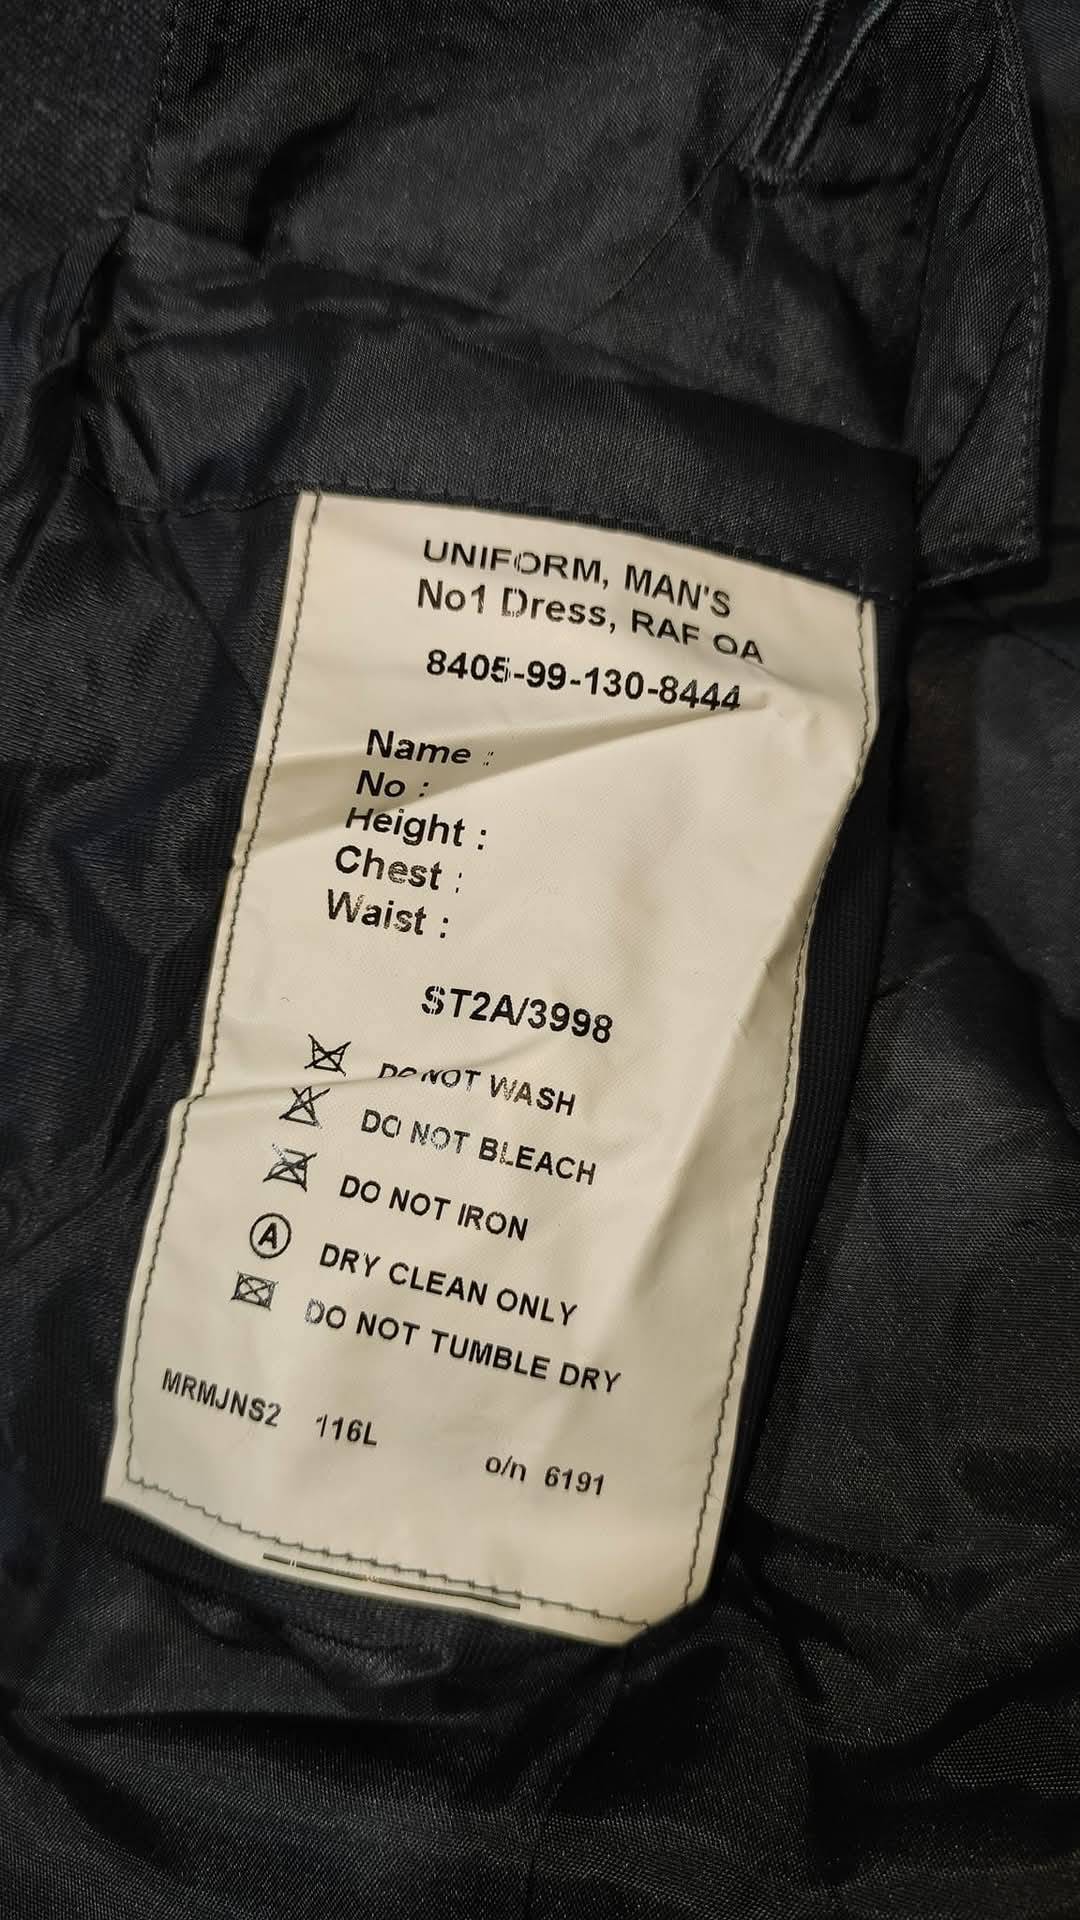 UNIFORM, MAN'S
No1 Dress, RAF OA
8405-99-130-8444
Name :
No :
Height :
Chest :
Waist :
ST2A/3998
DO NOT WASH
DO NOT BLEACH
DO NOT IRON
A DRY CLEAN ONLY
DO NOT TUMBLE DRY
MRMJNS2 116L
o/n 6191